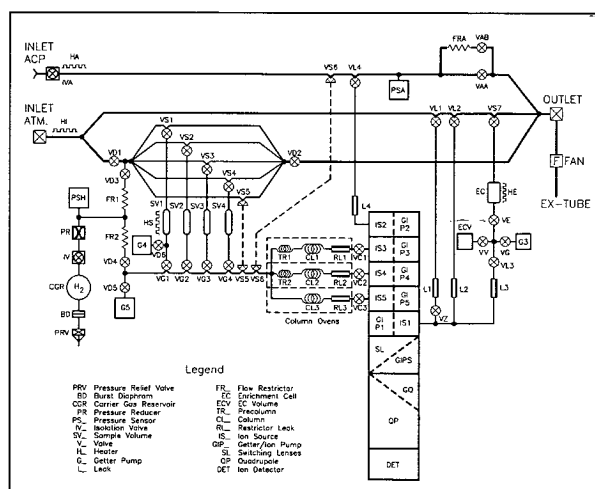 INLET ACP
HA
IVA
VS6
VL4
FRA
VAB
VAA
PSA
INLET ATM.
HI
VL1
VL2
VS7
OUTLET
VS1
VS2
VS3
VS4
VS5
VD1
VD2
VD3
FAN
F
EX-TUBE
PSH
FR1
FR2
PR
IV
VD4
CGR
H2
VD5
G5
BD
PRV
SV1
SV2
SV3
SV4
HS
G4
VD6
VG1
VG2
VG3
VG4
VS5
VS6
TR1
CL1
RL1
VC1
TR2
CL2
RL2
VC2
CL3
RL3
VC3
Column Ovens
L4
IS2
GI P2
IS3
GI P3
IS4
GI P4
IS5
GI P5
GI P1
IS1
SL
GIPS
GQ
QP
DET
L1
VZ
L2
L3
VL3
EC
HE
VE
ECV
VV
VG
G3
Legend
PRV Pressure Relief Valve
BD Burst Diaphrom
CGR Carrier Gas Reservoir
PR Pressure Reducer
PS_ Pressure Sensor
IV_ Isolation Valve
SV_ Sample Volume
V_ Valve
H_ Heater
G_ Getter Pump
L_ Leak
FR_ Flow Restrictor
EC Enrichment Cell
ECV EC Volume
TR_ Precolumn
CL_ Column
RL_ Restrictor Leak
IS_ Ion Source
GIP_ Getter/Ion Pump
SL Switching Lenses
QP Quadrupole
DET Ion Detector